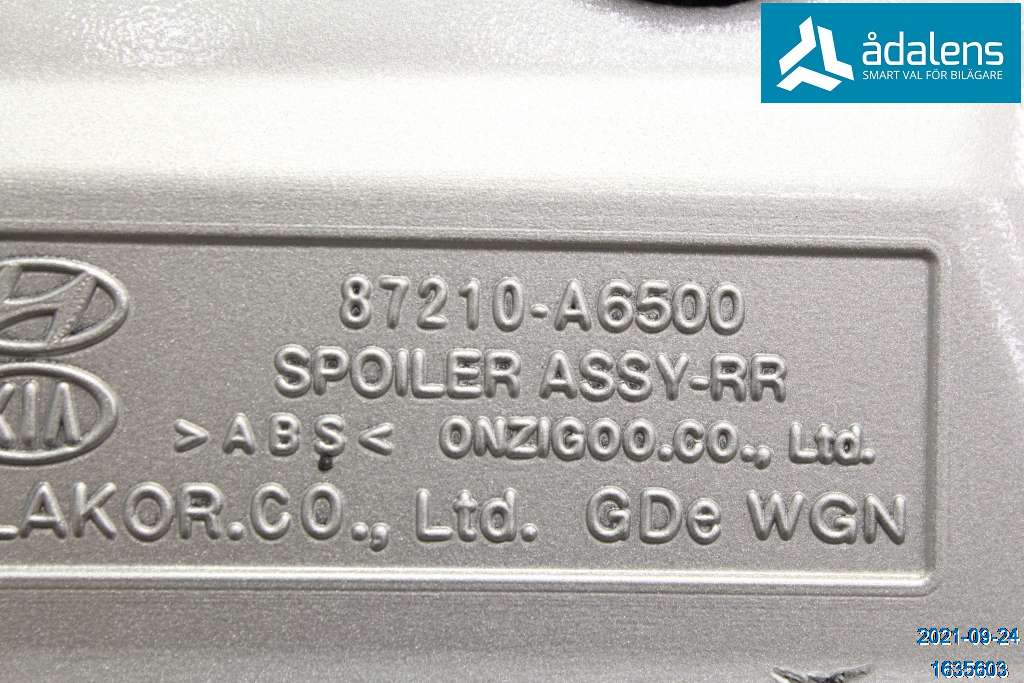 ådalens
SMART VAL FÖR BILÄGARE
87210-A6500
SPOILER ASSY-RR
KIA
>ABS< ONZIGOO.CO., Ltd.
LAKOR.CO., Ltd. GDe WGN
2021-09-24
1635603